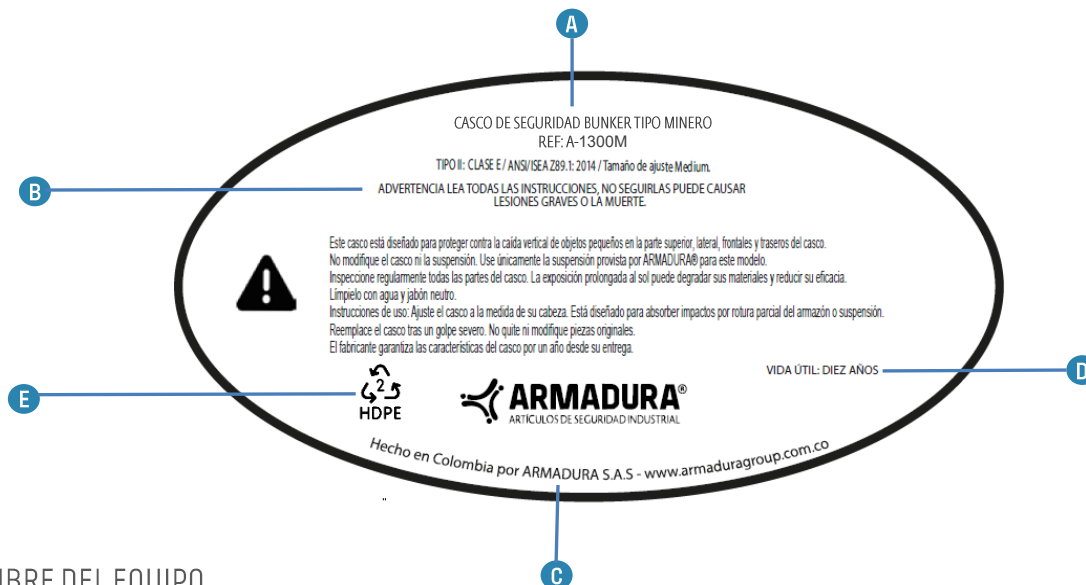 A
CASCO DE SEGURIDAD BUNKER TIPO MINERO
REF: A-1300M
TIPO II: CLASE E / ANSI/ISEA Z89.1: 2014 / Tamaño de ajuste Medium.
B
ADVERTENCIA LEA TODAS LAS INSTRUCCIONES, NO SEGUIRLAS PUEDE CAUSAR
LESIONES GRAVES O LA MUERTE.
Este casco está diseñado para proteger contra la caída vertical de objetos pequeños en la parte superior, lateral, frontales y traseros del casco.
No modifique el casco ni la suspensión. Use únicamente la suspensión provista por ARMADURA® para este modelo.
Inspeccione regularmente todas las partes del casco. La exposición prolongada al sol puede degradar sus materiales y reducir su eficacia.
Límpielo con agua y jabón neutro.
Instrucciones de uso: Ajuste el casco a la medida de su cabeza. Está diseñado para absorber impactos por rotura parcial del armazón o suspensión.
Reemplace el casco tras un golpe severo. No quite ni modifique piezas originales.
El fabricante garantiza las características del casco por un año desde su entrega.
VIDA ÚTIL: DIEZ AÑOS
D
E
2
HDPE
ARMADURA®
ARTÍCULOS DE SEGURIDAD INDUSTRIAL
Hecho en Colombia por ARMADURA S.A.S - www.armaduragroup.com.co
C
DEL EQUIPO